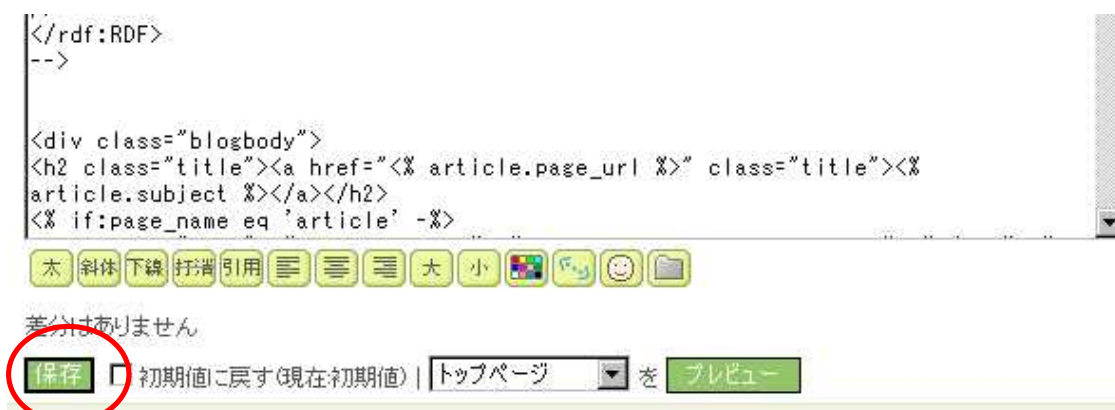 </rdf:RDF>
-->
<div class="blogbody">
<h2 class="title"><a href="<% article.page_url %>" class="title"><%
article.subject %></a></h2>
<% if:page_name eq 'article' -%>
太 斜体 下線 打消 引用 大 小
差分はありません
保存 初期値に戻す(現在:初期値) | トップページ を プレビュー